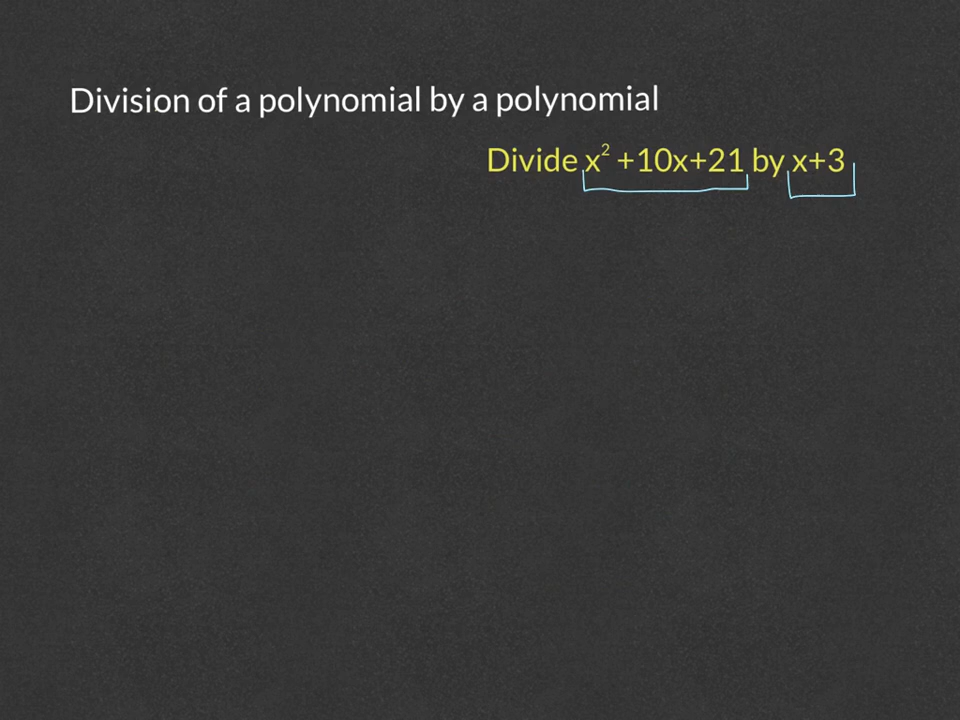 Division of a polynomial by a polynomial
Divide x² +10x+21 by x+3